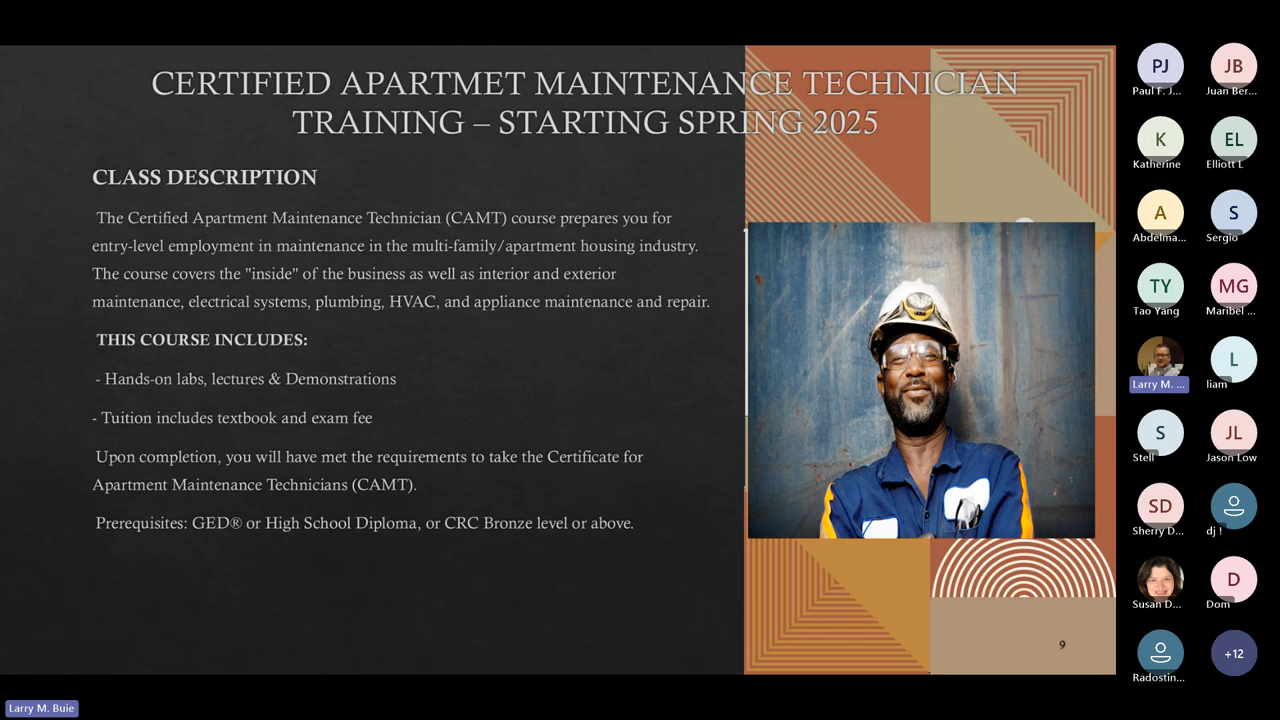 CERTIFIED APARTMET MAINTENANCE TECHNICIAN
TRAINING – STARTING SPRING 2025
CLASS DESCRIPTION
The Certified Apartment Maintenance Technician (CAMT) course prepares you for
entry-level employment in maintenance in the multi-family/apartment housing industry.
The course covers the "inside" of the business as well as interior and exterior
maintenance, electrical systems, plumbing, HVAC, and appliance maintenance and repair.
THIS COURSE INCLUDES:
- Hands-on labs, lectures & Demonstrations
- Tuition includes textbook and exam fee
Upon completion, you will have met the requirements to take the Certificate for
Apartment Maintenance Technicians (CAMT).
Prerequisites: GED® or High School Diploma, or CRC Bronze level or above.
9
PJ
Paul F. J...
JB
Juan Ber...
K
Katherine
EL
Elliott L
A
Abdelma...
S
Sergio
TY
Tao Yang
MG
Maribel ...
Larry M. ...
L
liam
S
Stell
JL
Jason Low
SD
Sherry D...
dj !
Susan D...
D
Dom
Radostin...
+12
Larry M. Buie